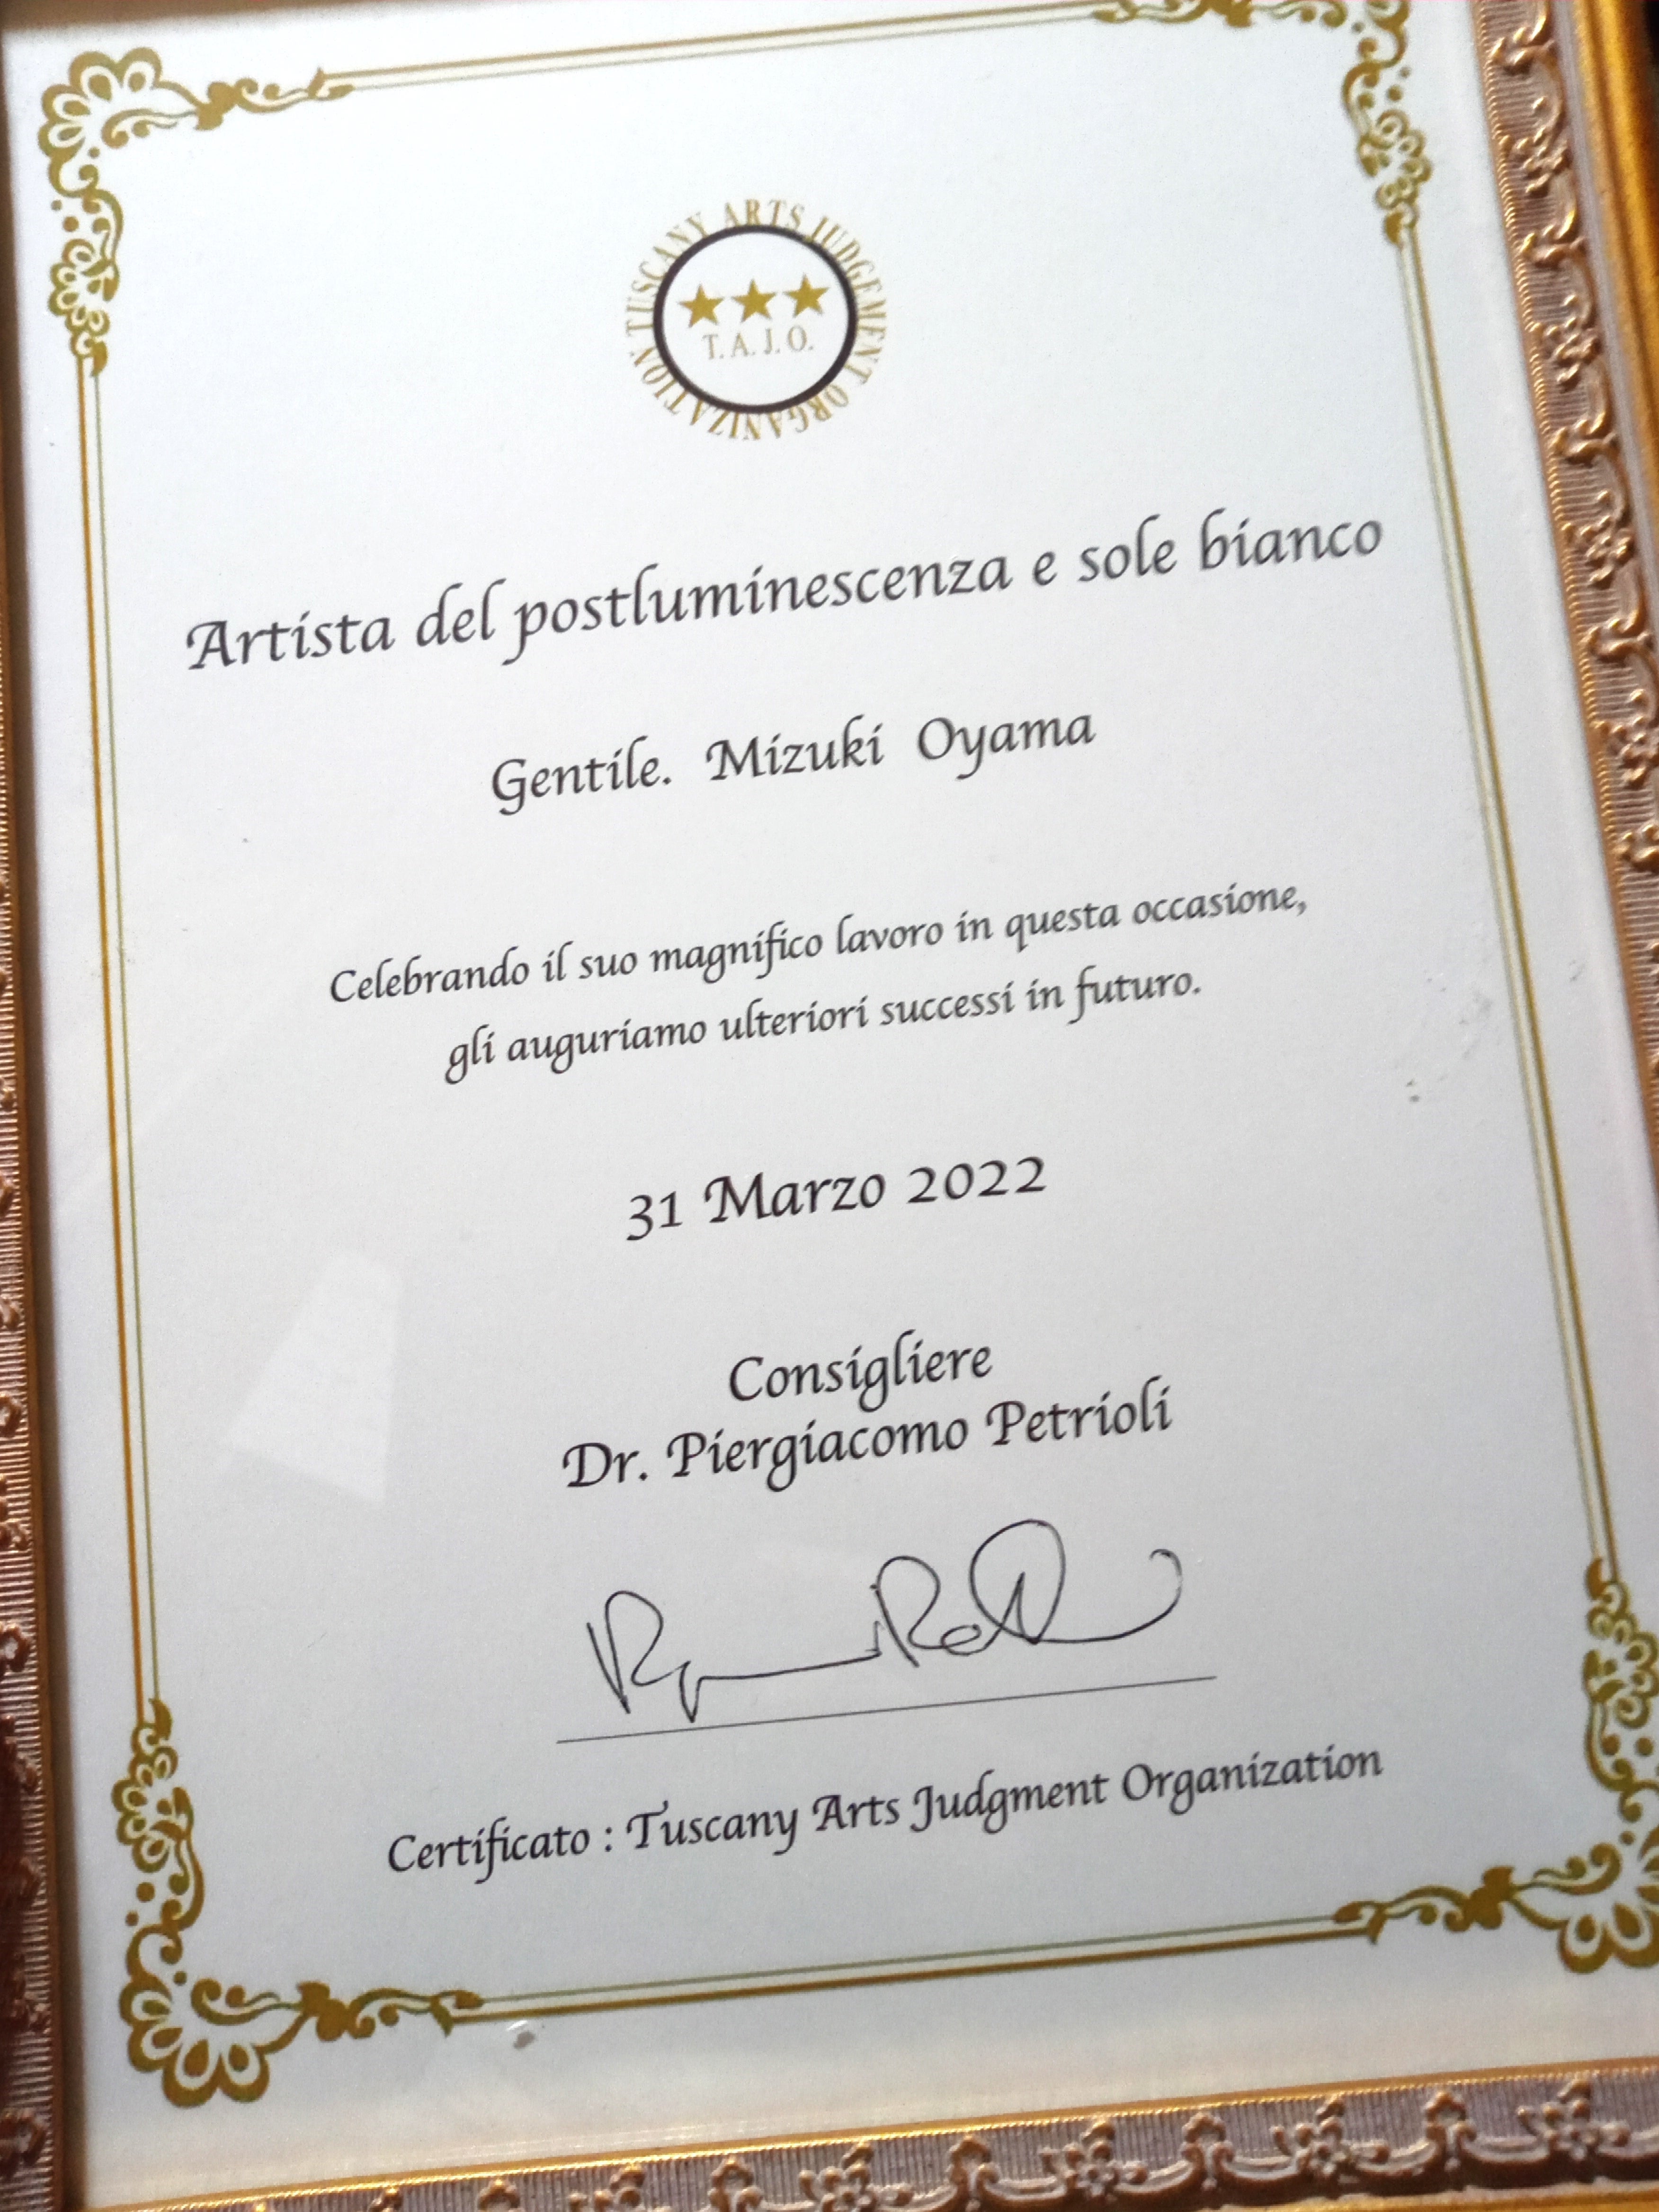 TUSCANY ARTS JUDGEMENT ORGANIZATION
T. A. J. O.
Artista del postluminescenza e sole bianco
Gentile. Mizuki Oyama
Celebrando il suo magnifico lavoro in questa occasione,
gli auguriamo ulteriori successi in futuro.
31 Marzo 2022
Consigliere
Dr. Piergiacomo Petrioli
Certificato : Tuscany Arts Judgment Organization